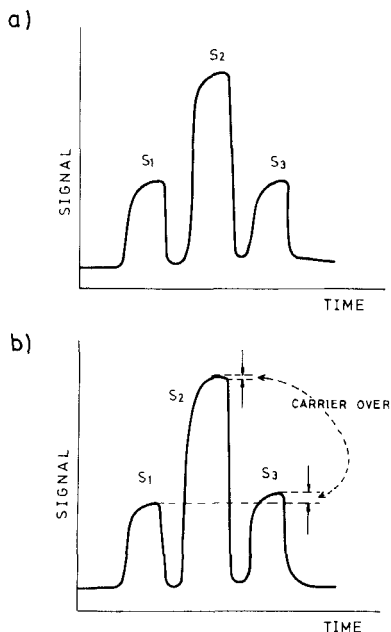 a)
S2
S1
S3
SIGNAL
TIME
b)
S2
CARRIER OVER
S1
S3
SIGNAL
TIME